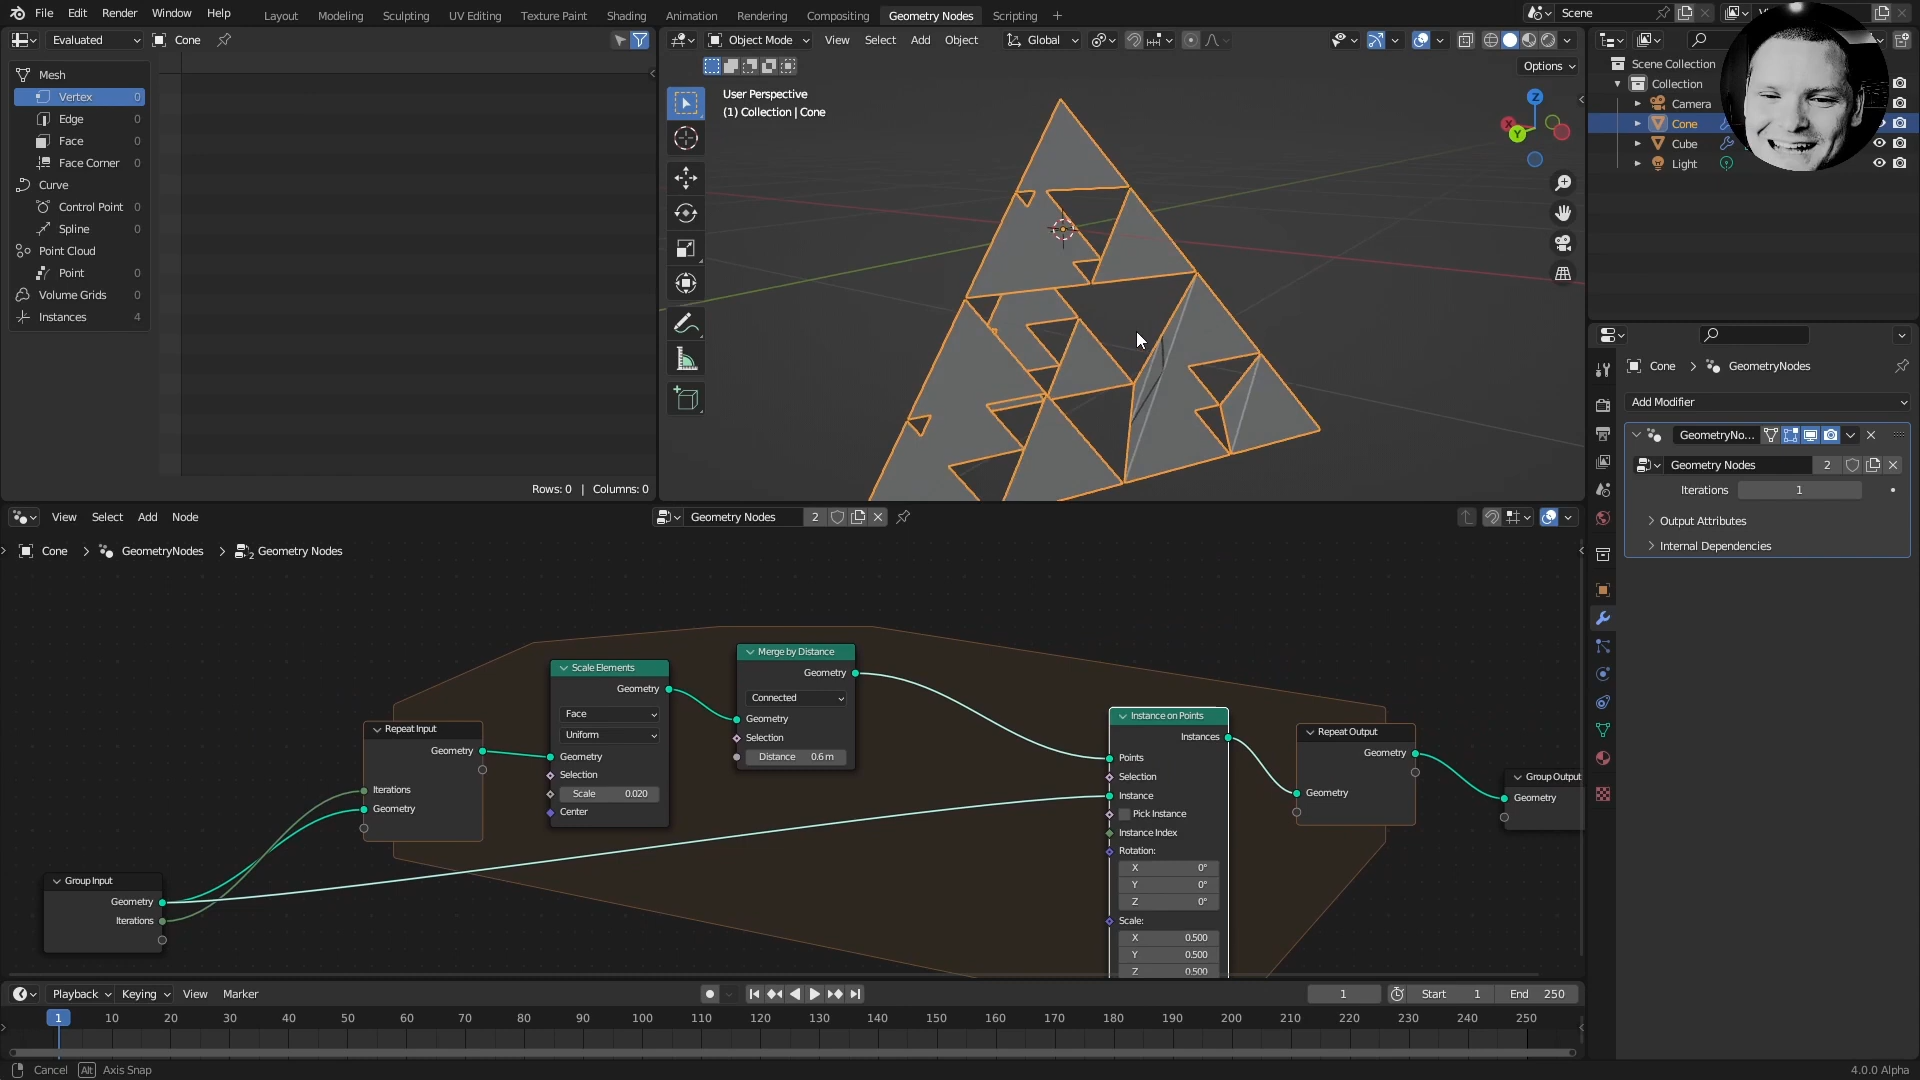 File Edit Render Window Help Layout Modeling Sculpting UV Editing Texture Paint Shading Animation Rendering Compositing Geometry Nodes Scripting + Scene
Evaluated Cone
Object Mode View Select Add Object Global
Options
Mesh
Vertex 0
Edge 0
Face 0
Face Corner 0
Curve
Control Point 0
Spline 0
Point Cloud
Point 0
Volume Grids 0
Instances 4
Rows: 0 | Columns: 0
User Perspective
(1) Collection | Cone
Z
X
Y
Scene Collection
Collection
Camera
Cone
Cube
Light
Cone > GeometryNodes
Add Modifier
GeometryNo...
Geometry Nodes 2
Iterations 1
Output Attributes
Internal Dependencies
View Select Add Node Geometry Nodes 2
Cone > GeometryNodes > Geometry Nodes
2
Group Input
Geometry
Iterations
Repeat Input
Geometry
Iterations
Geometry
Scale Elements
Geometry
Face
Uniform
Geometry
Selection
Scale 0.020
Center
Merge by Distance
Geometry
Connected
Geometry
Selection
Distance 0.6 m
Instance on Points
Instances
Points
Selection
Instance
Pick Instance
Instance Index
Rotation:
X 0°
Y 0°
Z 0°
Scale:
X 0.500
Y 0.500
Z 0.500
Repeat Output
Geometry
Geometry
Group Output
Geometry
Playback Keying View Marker 1 Start 1 End 250
1 10 20 30 40 50 60 70 80 90 100 110 120 130 140 150 160 170 180 190 200 210 220 230 240 250
Cancel Alt Axis Snap 4.0.0 Alpha